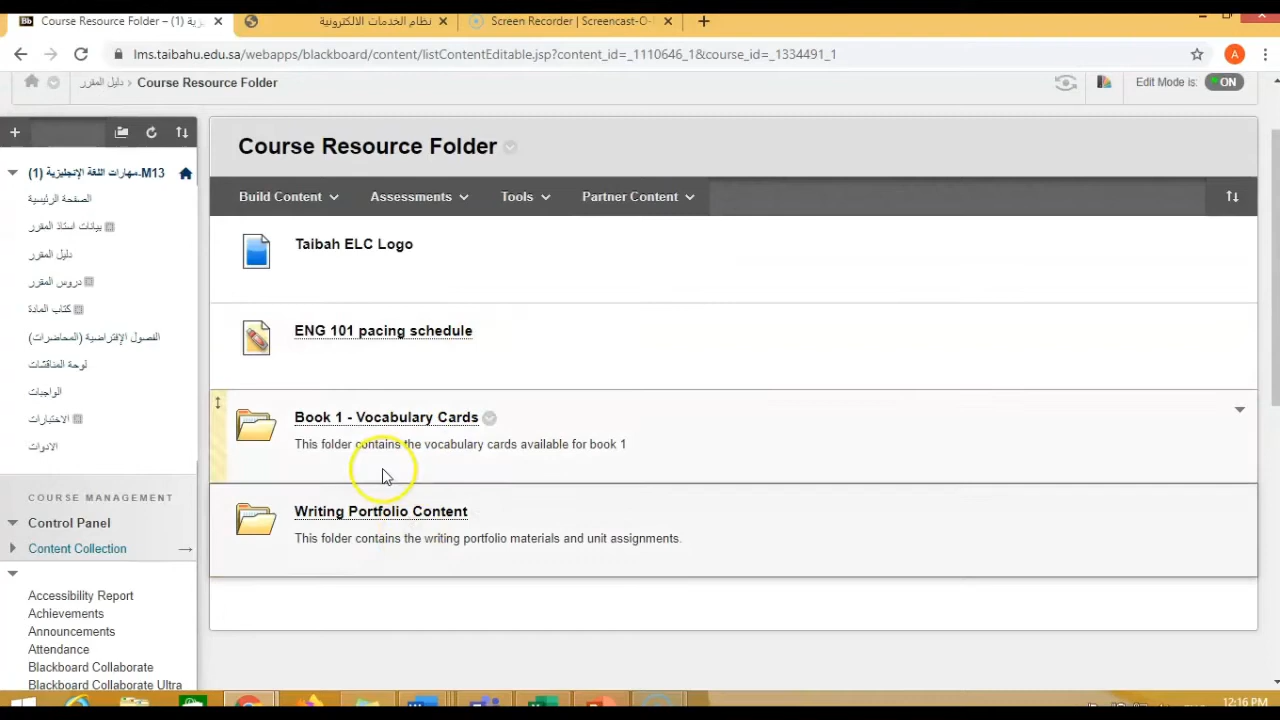 Course Resource Folder – (1) ية
نظام الخدمات الالكترونية
Screen Recorder | Screencast-O-
lms.taibahu.edu.sa/webapps/blackboard/content/listContentEditable.jsp?content_id=_1110646_1&course_id=_1334491_1
A
دليل المقرر
Course Resource Folder
Edit Mode is:
ON
M13.مهارات اللغة الإنجليزية (1)
الصفحة الرئيسية
بيانات استاذ المقرر
دليل المقرر
دروس المقرر
كتاب المادة
الفصول الإفتراضية (المحاضرات)
لوحة المناقشات
الواجبات
الاختبارات
الادوات
COURSE MANAGEMENT
Control Panel
Content Collection
Accessibility Report
Achievements
Announcements
Attendance
Blackboard Collaborate
Blackboard Collaborate Ultra
Course Resource Folder
Build Content
Assessments
Tools
Partner Content
Taibah ELC Logo
ENG 101 pacing schedule
Book 1 - Vocabulary Cards
This folder contains the vocabulary cards available for book 1
Writing Portfolio Content
This folder contains the writing portfolio materials and unit assignments.
12:16 PM